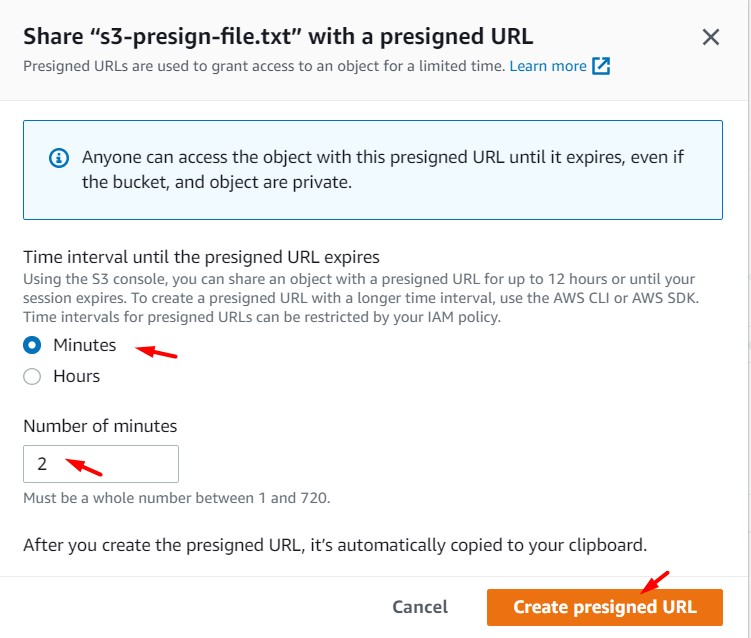 Share “s3-presign-file.txt” with a presigned URL
Presigned URLs are used to grant access to an object for a limited time. Learn more
Anyone can access the object with this presigned URL until it expires, even if
the bucket, and object are private.
Time interval until the presigned URL expires
Using the S3 console, you can share an object with a presigned URL for up to 12 hours or until your
session expires. To create a presigned URL with a longer time interval, use the AWS CLI or AWS SDK.
Time intervals for presigned URLs can be restricted by your IAM policy.
Minutes
Hours
Number of minutes
2
Must be a whole number between 1 and 720.
After you create the presigned URL, it’s automatically copied to your clipboard.
Cancel Create presigned URL